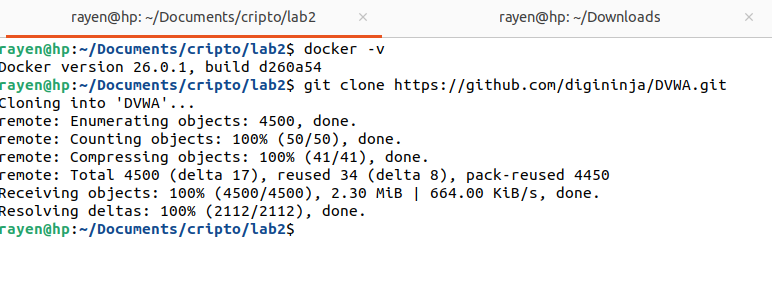 rayen@hp: ~/Documents/cripto/lab2 × rayen@hp: ~/Downloads ×
rayen@hp:~/Documents/cripto/lab2$ docker -v
Docker version 26.0.1, build d260a54
rayen@hp:~/Documents/cripto/lab2$ git clone https://github.com/digininja/DVWA.git
Cloning into 'DVWA'...
remote: Enumerating objects: 4500, done.
remote: Counting objects: 100% (50/50), done.
remote: Compressing objects: 100% (41/41), done.
remote: Total 4500 (delta 17), reused 34 (delta 8), pack-reused 4450
Receiving objects: 100% (4500/4500), 2.30 MiB | 664.00 KiB/s, done.
Resolving deltas: 100% (2112/2112), done.
rayen@hp:~/Documents/cripto/lab2$